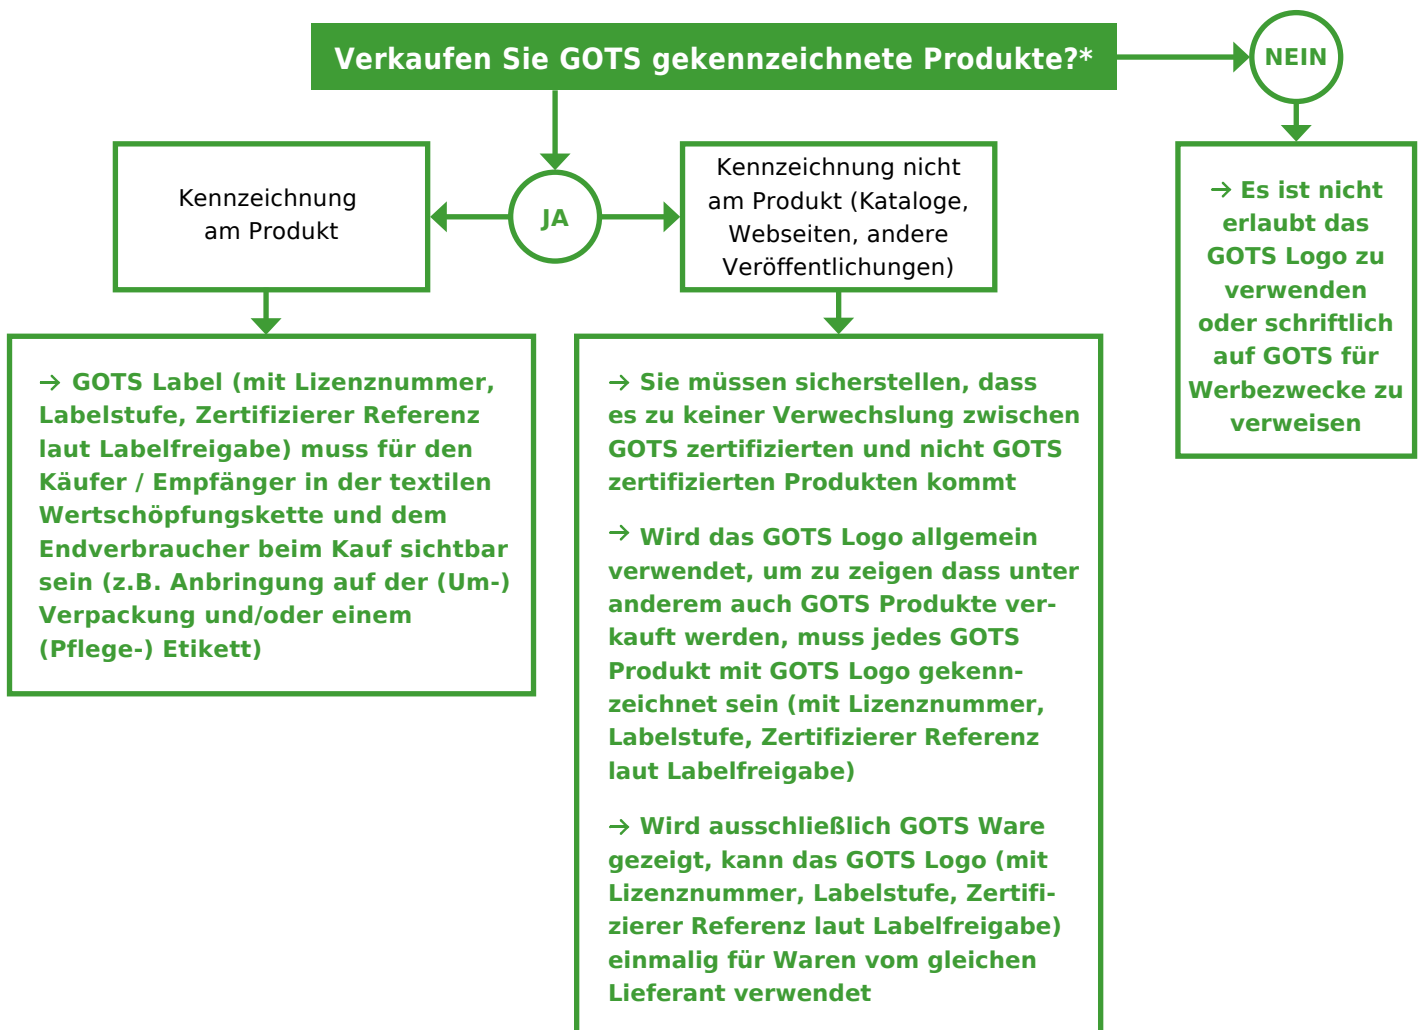 Verkaufen Sie GOTS gekennzeichnete Produkte?*
NEIN
JA
Kennzeichnung
am Produkt
Kennzeichnung nicht
am Produkt (Kataloge,
Webseiten, andere
Veröffentlichungen)
→ Es ist nicht
erlaubt das
GOTS Logo zu
verwenden
oder schriftlich
auf GOTS für
Werbezwecke zu
verweisen
→ GOTS Label (mit Lizenznummer,
Labelstufe, Zertifizierer Referenz
laut Labelfreigabe) muss für den
Käufer / Empfänger in der textilen
Wertschöpfungskette und dem
Endverbraucher beim Kauf sichtbar
sein (z.B. Anbringung auf der (Um-)
Verpackung und/oder einem
(Pflege-) Etikett)
→ Sie müssen sicherstellen, dass
es zu keiner Verwechslung zwischen
GOTS zertifizierten und nicht GOTS
zertifizierten Produkten kommt
→ Wird das GOTS Logo allgemein
verwendet, um zu zeigen dass unter
anderem auch GOTS Produkte ver-
kauft werden, muss jedes GOTS
Produkt mit GOTS Logo gekenn-
zeichnet sein (mit Lizenznummer,
Labelstufe, Zertifizierer Referenz
laut Labelfreigabe)
→ Wird ausschließlich GOTS Ware
gezeigt, kann das GOTS Logo (mit
Lizenznummer, Labelstufe, Zertifi-
zierer Referenz laut Labelfreigabe)
einmalig für Waren vom gleichen
Lieferant verwendet